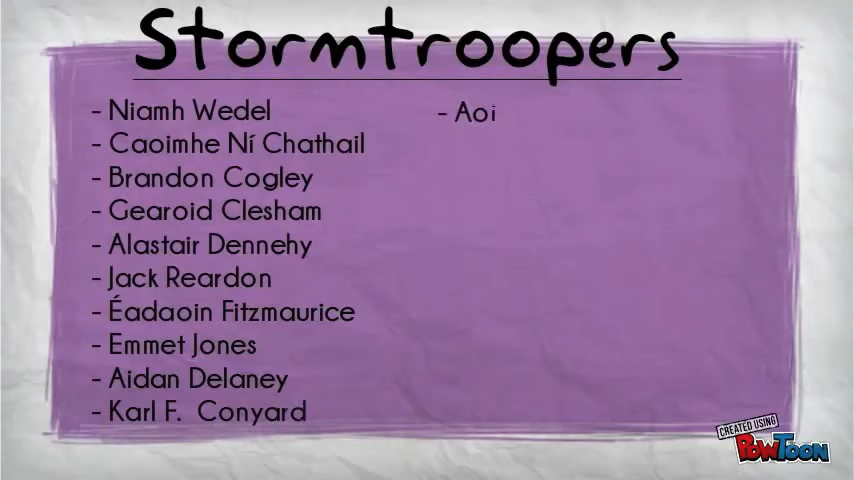 Stormtroopers
- Niamh Wedel
- Caoimhe Ní Chathail
- Brandon Cogley
- Gearoid Clesham
- Alastair Dennehy
- Jack Reardon
- Éadaoin Fitzmaurice
- Emmet Jones
- Aidan Delaney
- Karl F. Conyard
- Aoi
CREATED USING
POWTOON